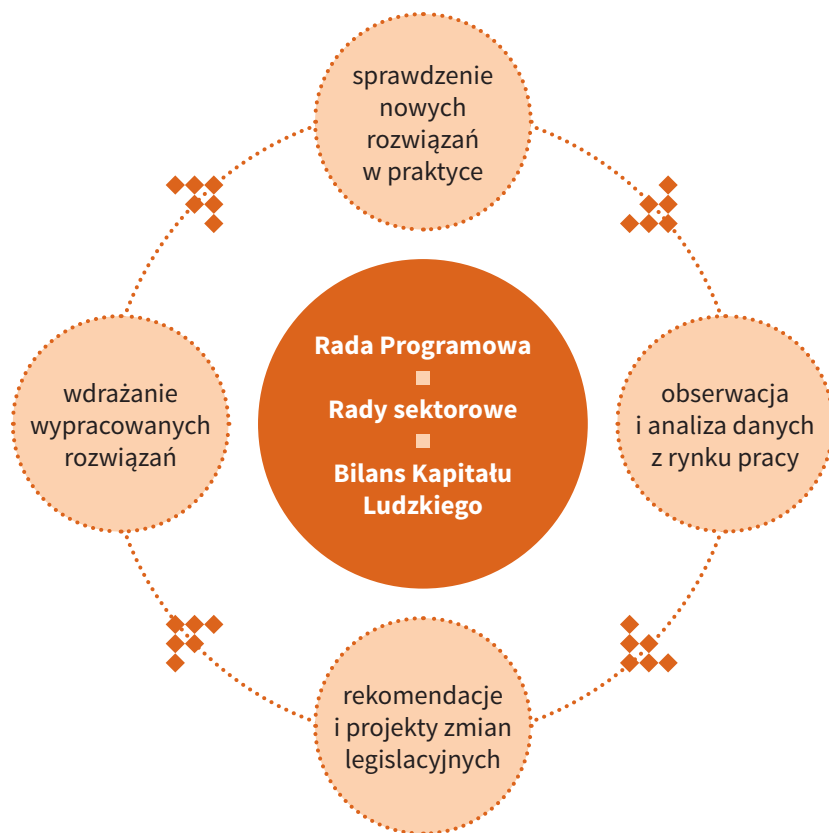 sprawdzenie
nowych
rozwiązań
w praktyce
wdrażanie
wypracowanych
rozwiązań
Rada Programowa
Rady sektorowe
Bilans Kapitału
Ludzkiego
obserwacja
i analiza danych
z rynku pracy
rekomendacje
i projekty zmian
legislacyjnych